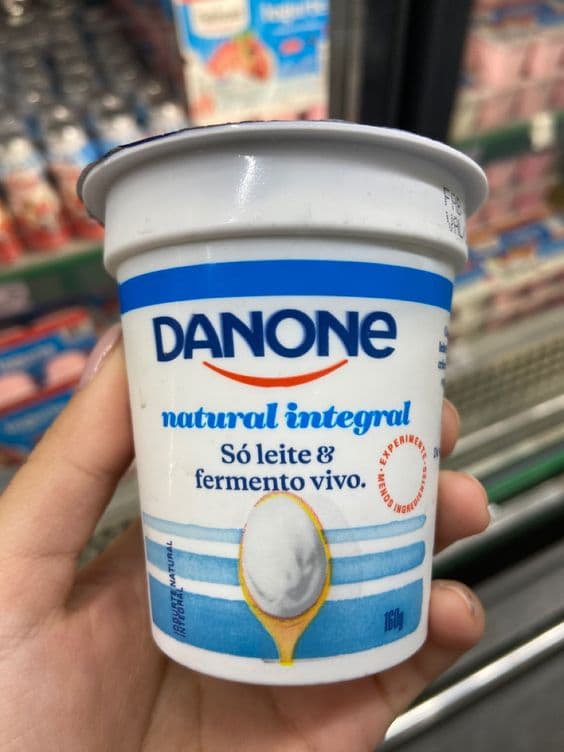 DANONE
natural integral
Só leite &
fermento vivo.
EXPERIMENTE
MENOS INGREDIENTES
IOGURTE NATURAL
INTEGRAL
160g